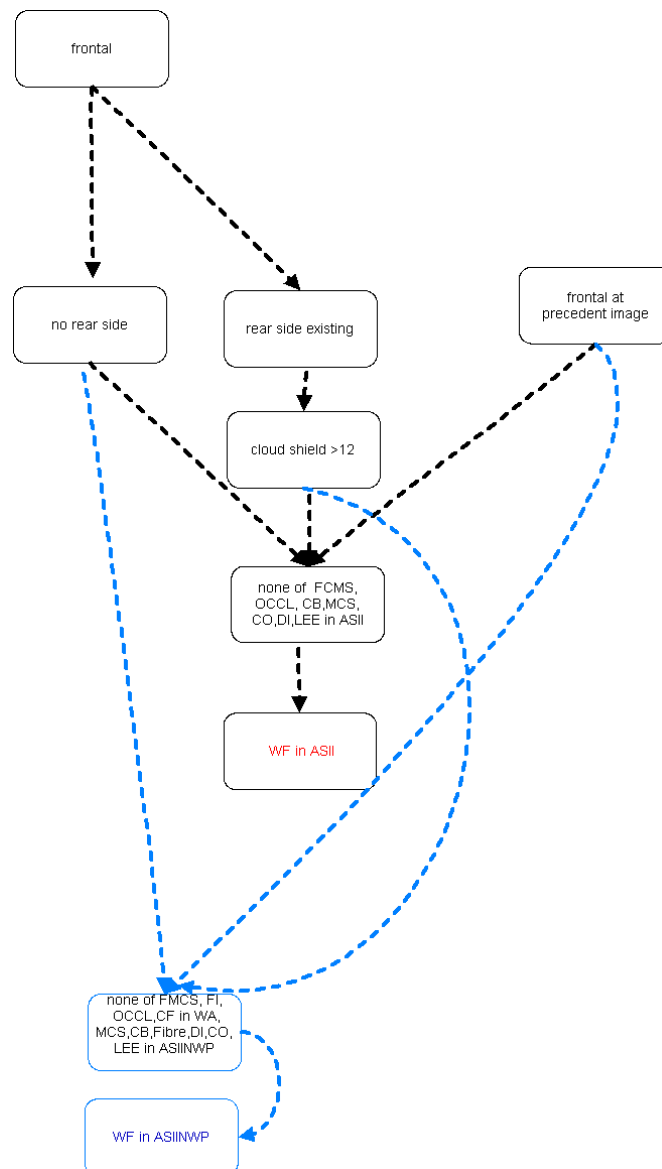 frontal
no rear side
rear side existing
frontal at
precedent image
cloud shield >12
none of FCMS,
OCCL, CB,MCS,
CO,DI,LEE in ASII
WF in ASII
none of FMCS, FI,
OCCL,CF in WA,
MCS,CB,Fibre,DI,CO,
LEE in ASIINWP
WF in ASIINWP